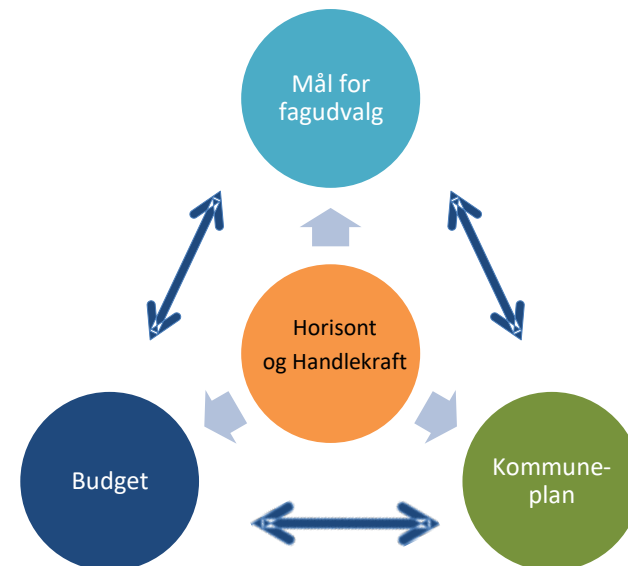 Mål for
fagudvalg
Horisont
og Handlekraft
Budget
Kommune-
plan